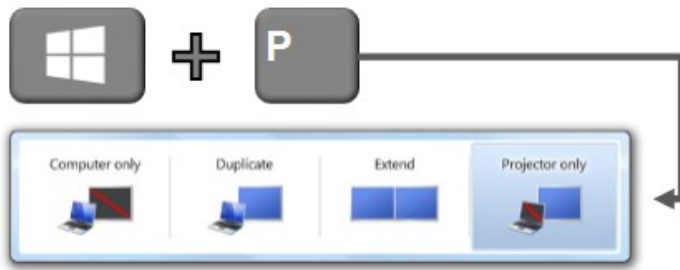 P
Computer only
Duplicate
Extend
Projector only